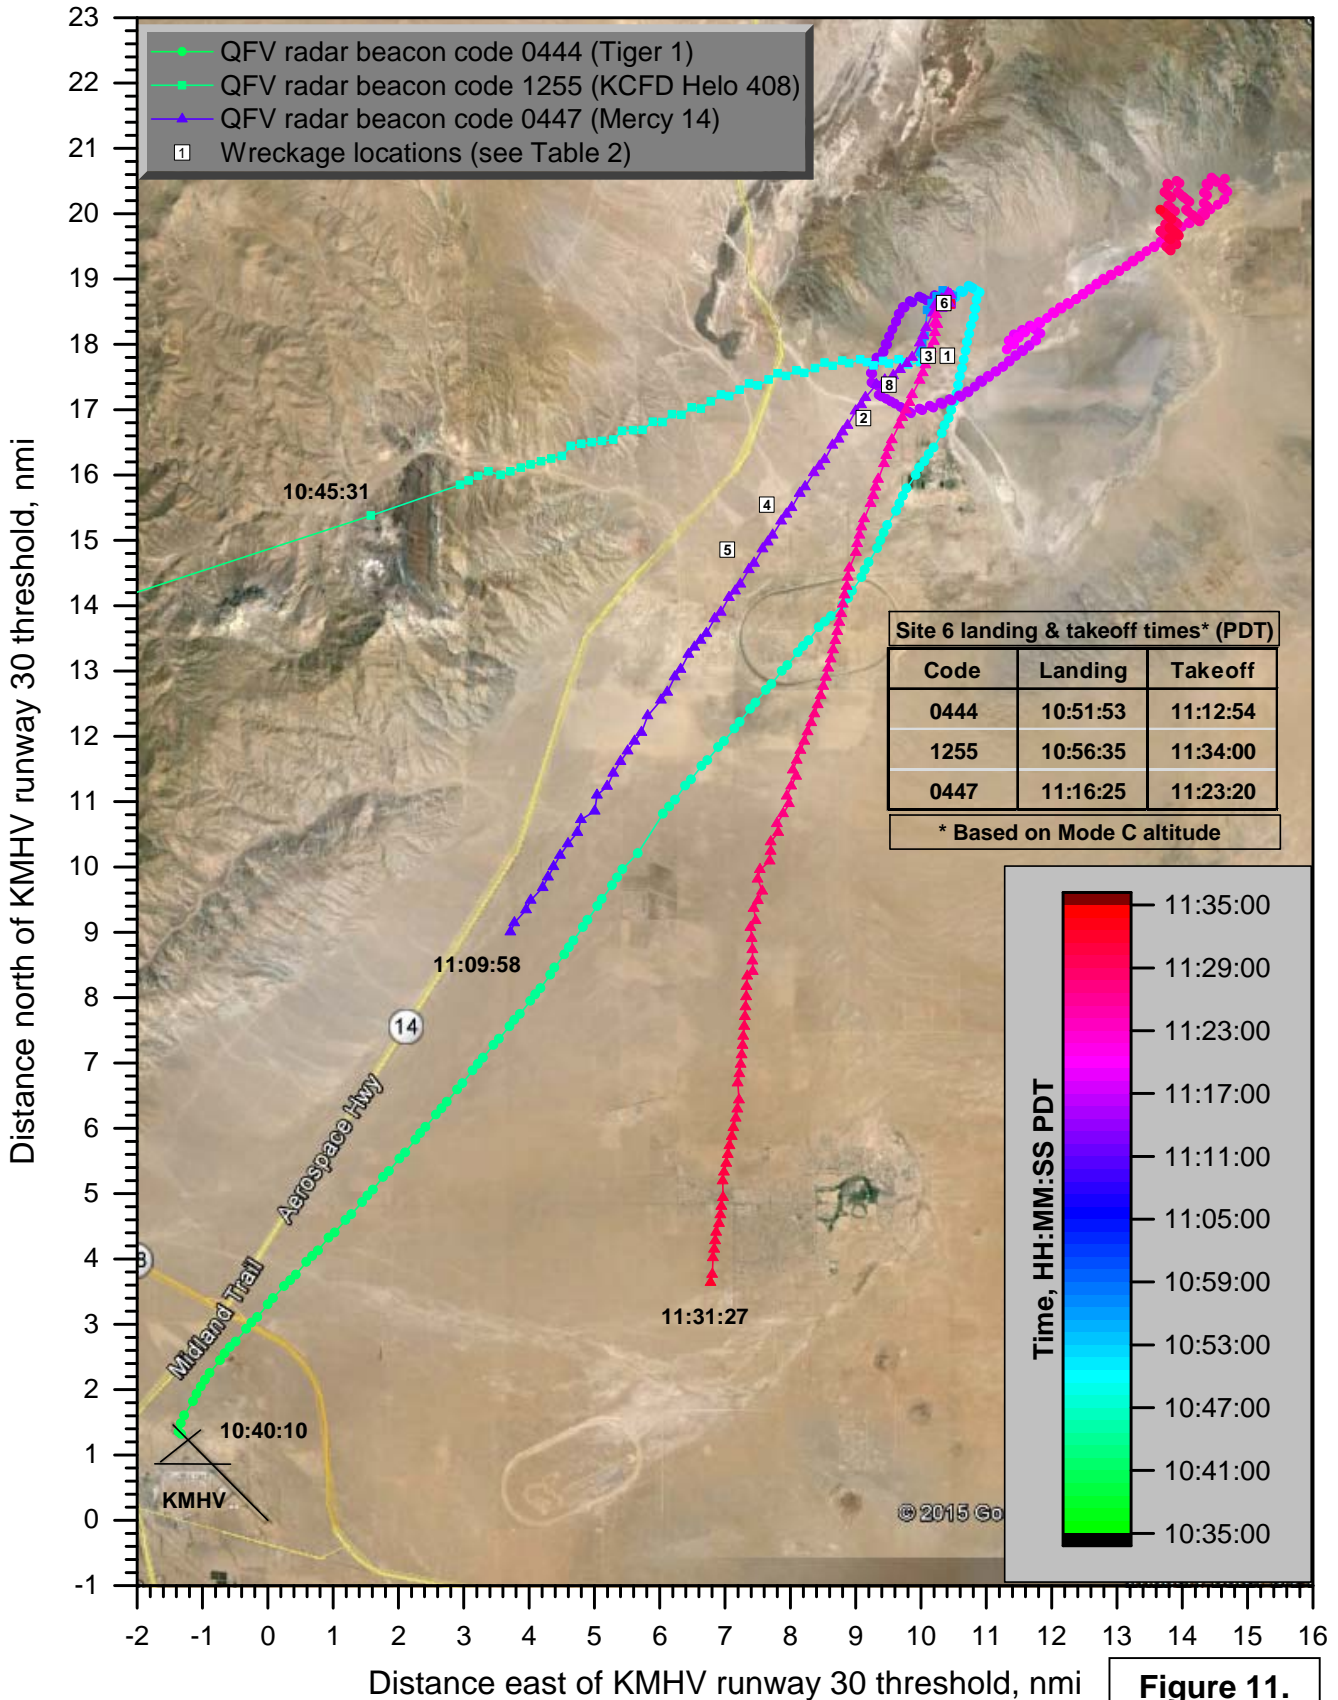 QFV radar beacon code 0444 (Tiger 1)
QFV radar beacon code 1255 (KCFD Helo 408)
QFV radar beacon code 0447 (Mercy 14)
1 Wreckage locations (see Table 2)
Distance north of KMHV runway 30 threshold, nmi
23
22
21
20
19
18
17
16
15
14
13
12
11
10
9
8
7
6
5
4
3
2
1
0
-1
6
3 1
8
2
4
5
10:45:31
11:09:58
14
Aerospace Hwy
Midland Trail
11:31:27
10:40:10
KMHV
Site 6 landing & takeoff times* (PDT)
Code Landing Takeoff
0444 10:51:53 11:12:54
1255 10:56:35 11:34:00
0447 11:16:25 11:23:20
* Based on Mode C altitude
Time, HH:MM:SS PDT
11:35:00
11:29:00
11:23:00
11:17:00
11:11:00
11:05:00
10:59:00
10:53:00
10:47:00
10:41:00
10:35:00
© 2015 Go
-2 -1 0 1 2 3 4 5 6 7 8 9 10 11 12 13 14 15 16
Distance east of KMHV runway 30 threshold, nmi
Figure 11.